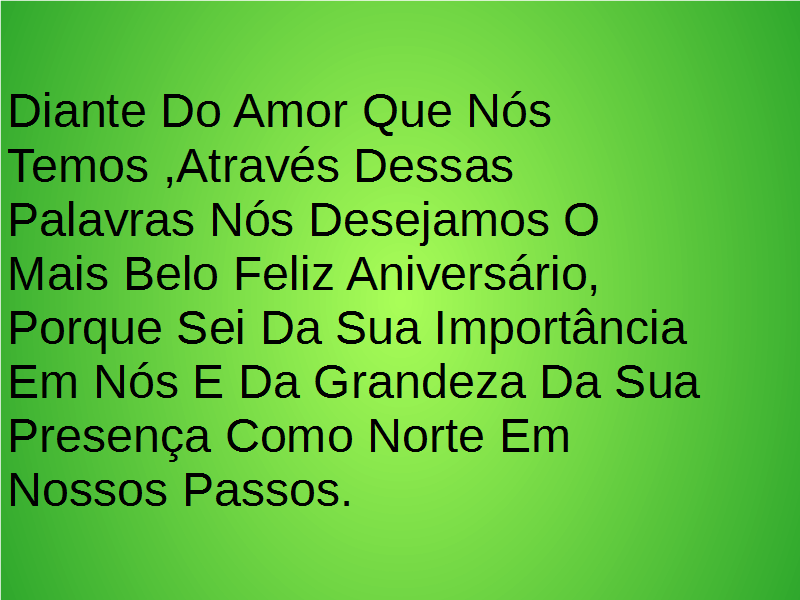 Diante Do Amor Que Nós
Temos ,Através Dessas
Palavras Nós Desejamos O
Mais Belo Feliz Aniversário,
Porque Sei Da Sua Importância
Em Nós E Da Grandeza Da Sua
Presença Como Norte Em
Nossos Passos.